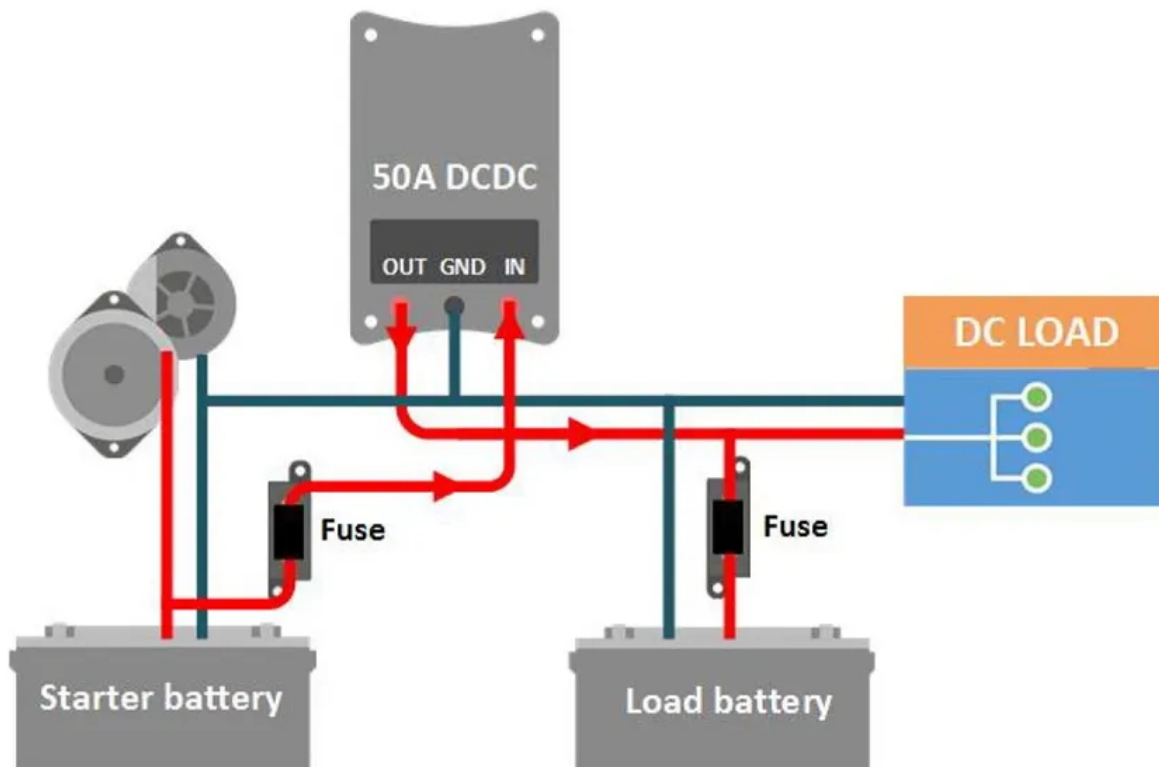 50A DCDC
OUT GND IN
DC LOAD
Fuse
Fuse
Starter battery
Load battery